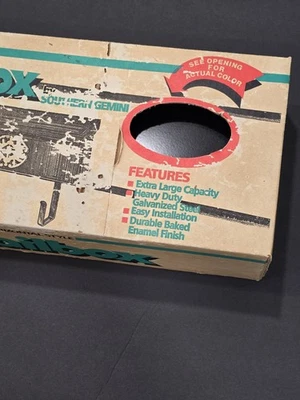 SEE OPENING
FOR
ACTUAL COLOR
SOUTHERN GEMINI
FEATURES
Extra Large Capacity
Heavy Duty
Galvanized Steel
Easy Installation
Durable Baked
Enamel Finish